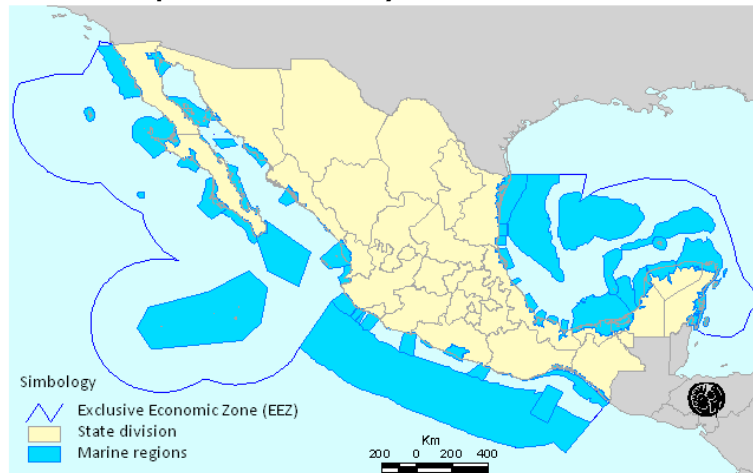 Simbology
Exclusive Economic Zone (EEZ)
State division
Marine regions
Km
200 0 200 400